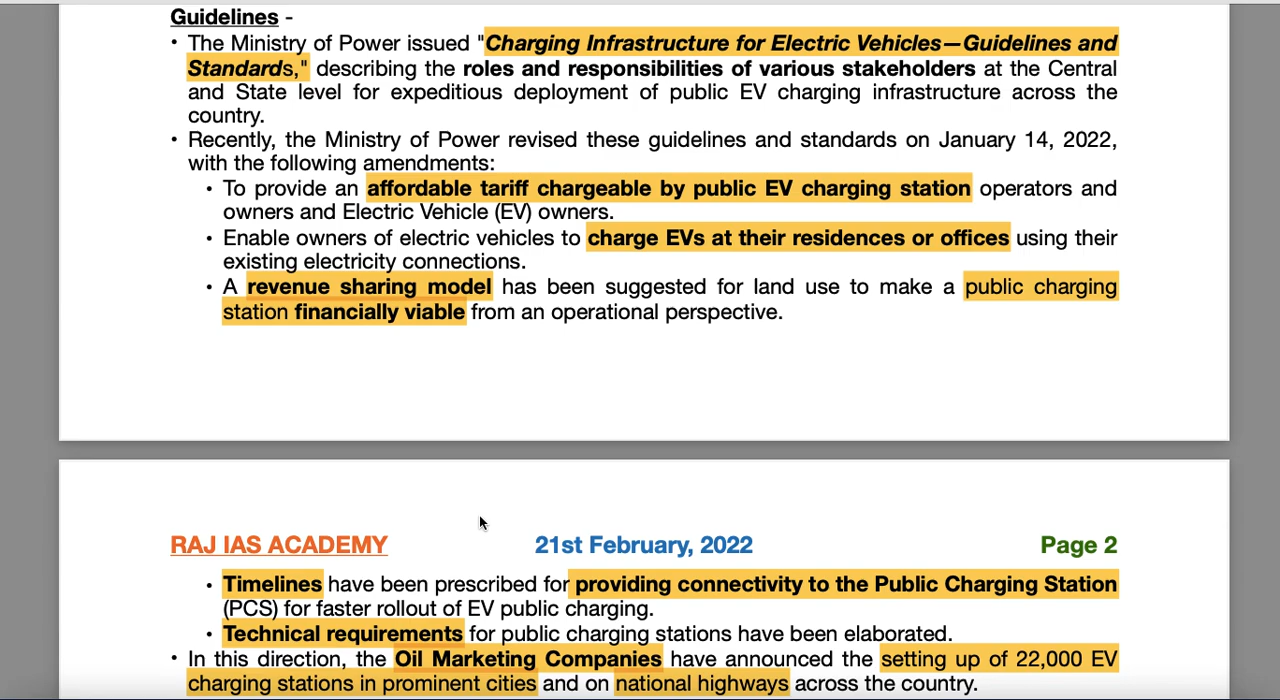 Guidelines -
• The Ministry of Power issued "Charging Infrastructure for Electric Vehicles—Guidelines and
Standards," describing the roles and responsibilities of various stakeholders at the Central
and State level for expeditious deployment of public EV charging infrastructure across the
country.
• Recently, the Ministry of Power revised these guidelines and standards on January 14, 2022,
with the following amendments:
• To provide an affordable tariff chargeable by public EV charging station operators and
owners and Electric Vehicle (EV) owners.
• Enable owners of electric vehicles to charge EVs at their residences or offices using their
existing electricity connections.
• A revenue sharing model has been suggested for land use to make a public charging
station financially viable from an operational perspective.
RAJ IAS ACADEMY 21st February, 2022 Page 2
• Timelines have been prescribed for providing connectivity to the Public Charging Station
(PCS) for faster rollout of EV public charging.
• Technical requirements for public charging stations have been elaborated.
• In this direction, the Oil Marketing Companies have announced the setting up of 22,000 EV
charging stations in prominent cities and on national highways across the country.